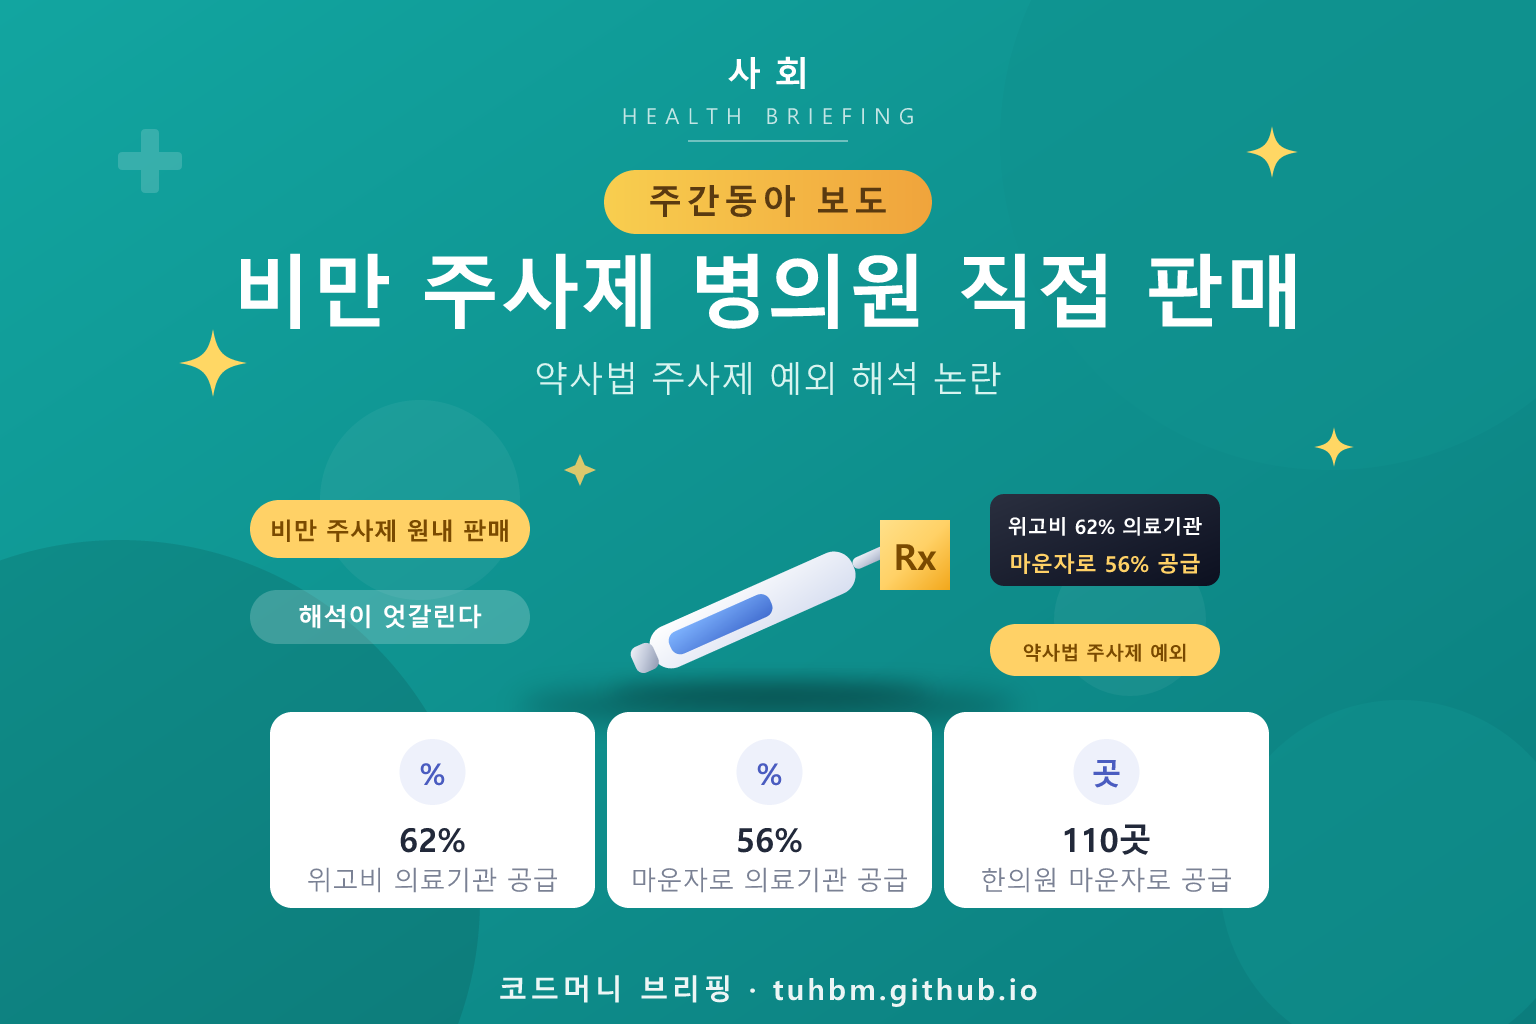 사회
HEALTH BRIEFING
주간동아 보도
비만 주사제 병의원 직접 판매
약사법 주사제 예외 해석 논란
비만 주사제 원내 판매
해석이 엇갈린다
Rx
위고비 62% 의료기관
마운자로 56% 공급
약사법 주사제 예외
%
62%
위고비 의료기관 공급
%
56%
마운자로 의료기관 공급
곳
110곳
한의원 마운자로 공급
코드머니 브리핑 · tuhbm.github.io